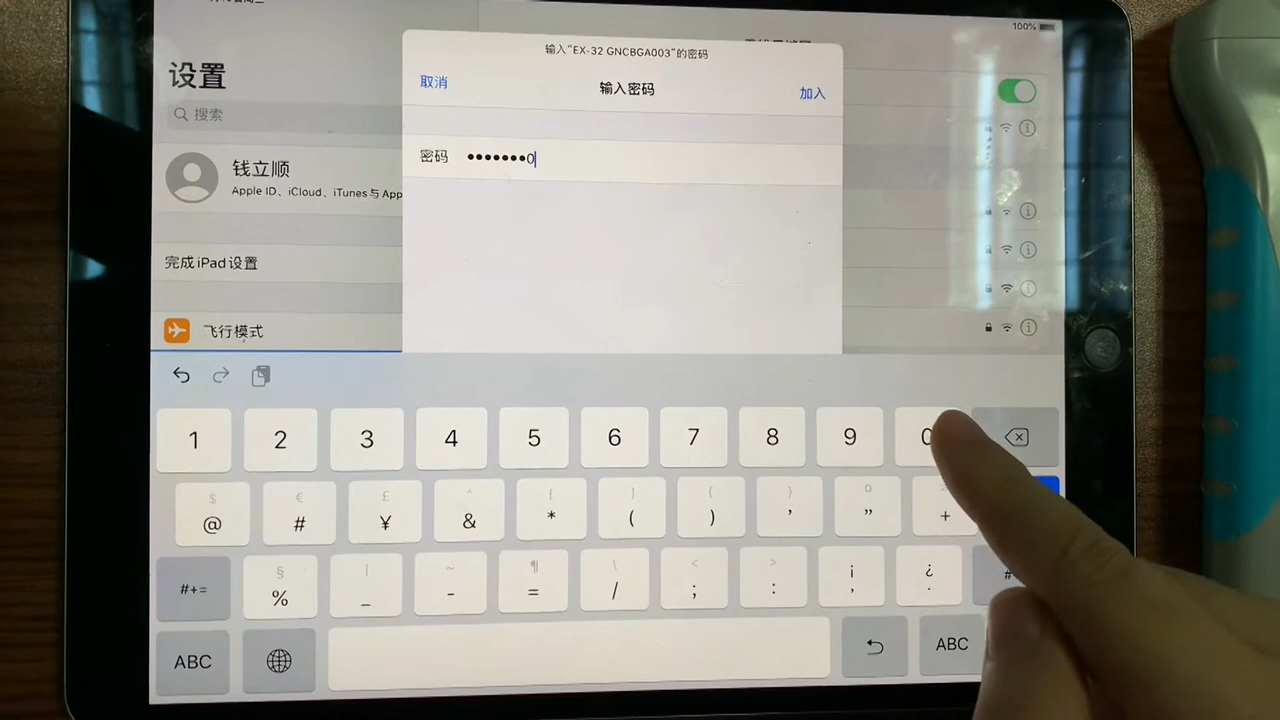 100%
输入“EX-32 GNCBGA003”的密码
取消
输入密码
加入
设置
搜索
密码 •••••••0
钱立顺
Apple ID、iCloud、iTunes 与 App
完成 iPad 设置
飞行模式
1 2 3 4 5 6 7 8 9 0
$ € £ ^ [ ] { } °
@ # ¥ & * ( ) ' " +
§ | ~ ¶ \ < > ¡ ¿
#+= % _ - = / ; : , .
ABC
ABC